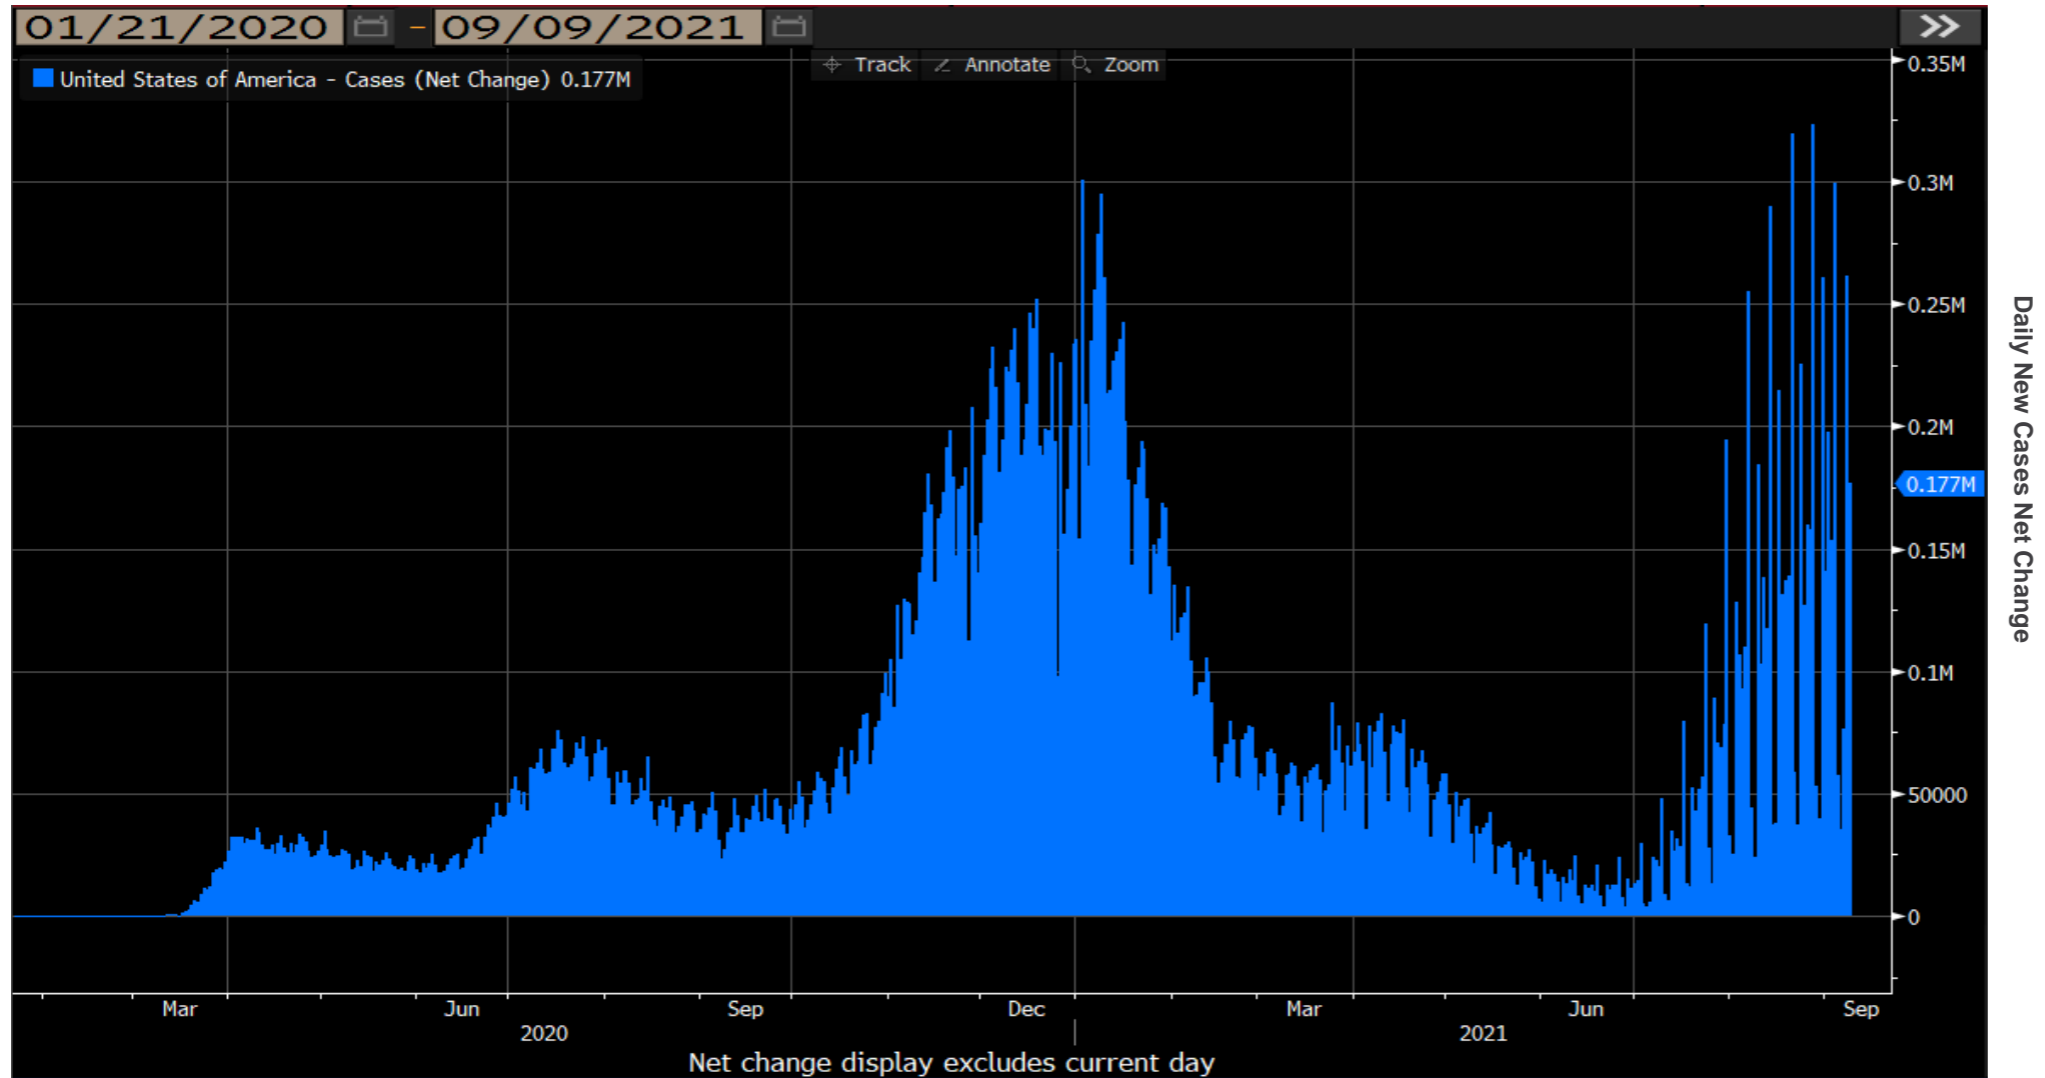 01/21/2020 – 09/09/2021
Track Annotate Zoom
United States of America - Cases (Net Change) 0.177M
0.35M
0.3M
0.25M
0.2M
0.177M
0.15M
0.1M
50000
0
Daily New Cases Net Change
Mar Jun Sep Dec Mar Jun Sep
2020 2021
Net change display excludes current day